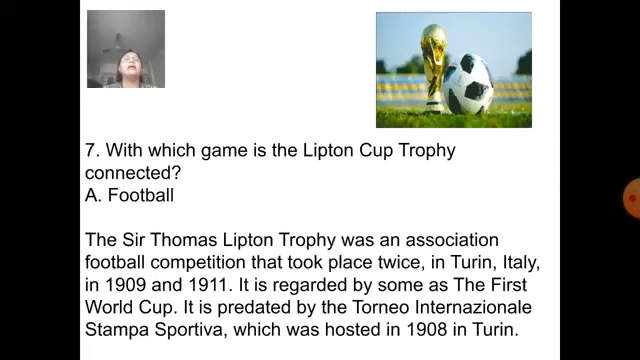 7. With which game is the Lipton Cup Trophy
connected?
A. Football
The Sir Thomas Lipton Trophy was an association
football competition that took place twice, in Turin, Italy,
in 1909 and 1911. It is regarded by some as The First
World Cup. It is predated by the Torneo Internazionale
Stampa Sportiva, which was hosted in 1908 in Turin.